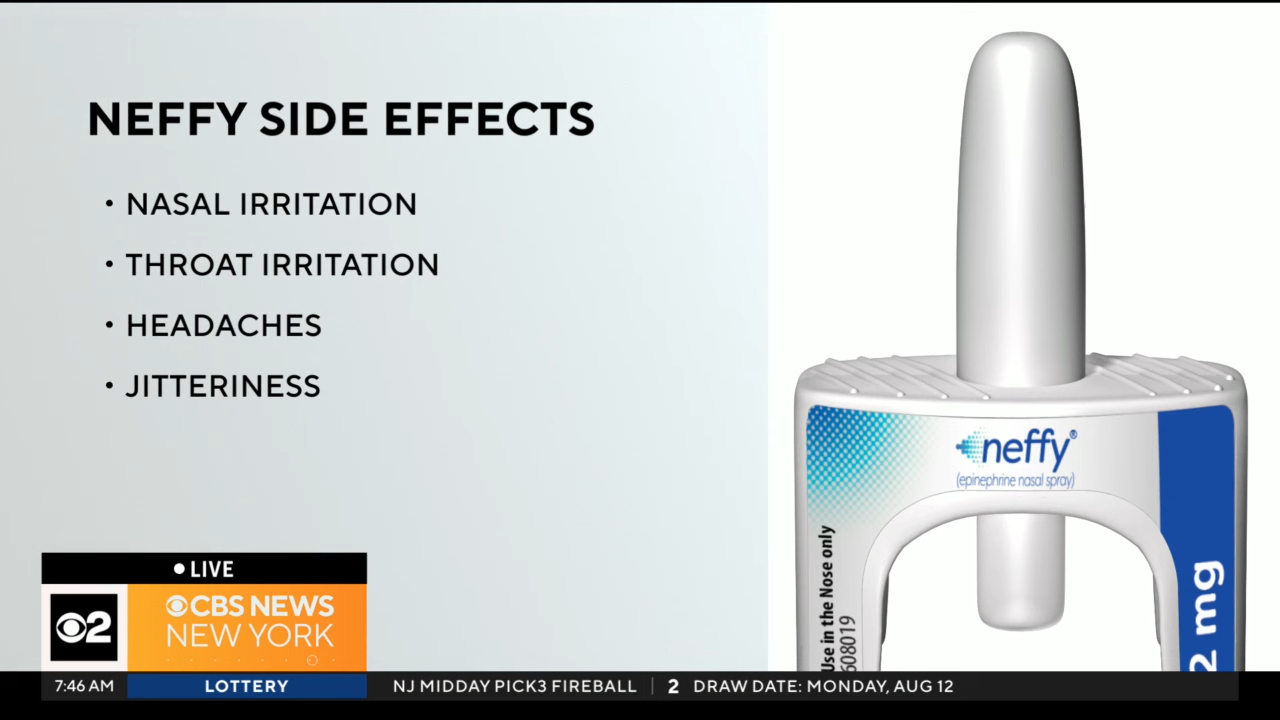 NEFFY SIDE EFFECTS
• NASAL IRRITATION
• THROAT IRRITATION
• HEADACHES
• JITTERINESS
neffy®
(epinephrine nasal spray)
Use in the Nose only
608019
2 mg
LIVE
2
CBS NEWS
NEW YORK
7:46 AM
LOTTERY
NJ MIDDAY PICK3 FIREBALL | 2 DRAW DATE: MONDAY, AUG 12